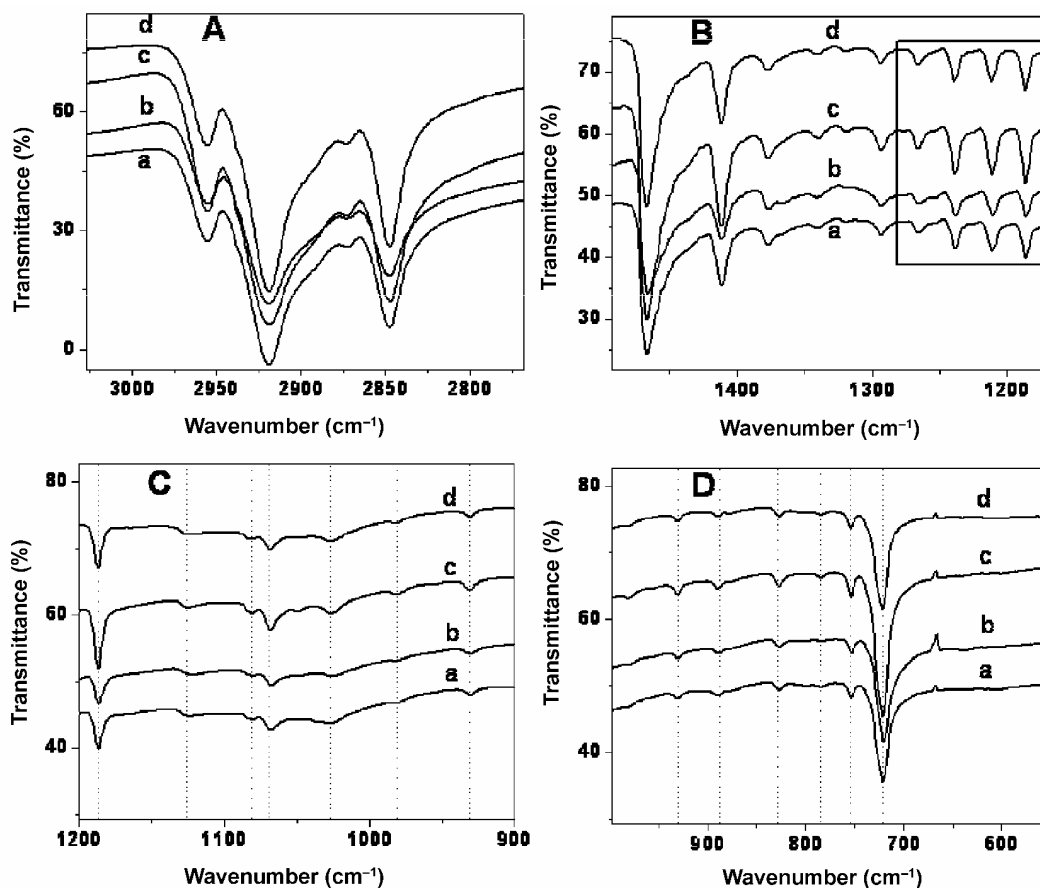 A
d
c
b
a
60
30
0
3000 2950 2900 2850 2800
Transmittance (%)
Wavenumber (cm⁻¹)
B
d
c
b
a
70
60
50
40
30
1400 1300 1200
Transmittance (%)
Wavenumber (cm⁻¹)
C
d
c
b
a
80
60
40
1200 1100 1000 900
Transmittance (%)
Wavenumber (cm⁻¹)
D
d
c
b
a
80
60
40
900 800 700 600
Transmittance (%)
Wavenumber (cm⁻¹)